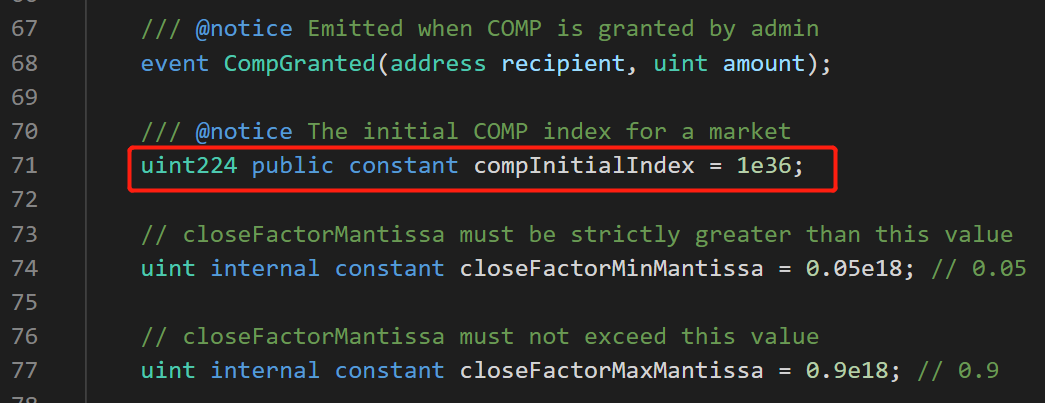 67 /// @notice Emitted when COMP is granted by admin
68 event CompGranted(address recipient, uint amount);
69
70 /// @notice The initial COMP index for a market
71 uint224 public constant compInitialIndex = 1e36;
72
73 // closeFactorMantissa must be strictly greater than this value
74 uint internal constant closeFactorMinMantissa = 0.05e18; // 0.05
75
76 // closeFactorMantissa must not exceed this value
77 uint internal constant closeFactorMaxMantissa = 0.9e18; // 0.9